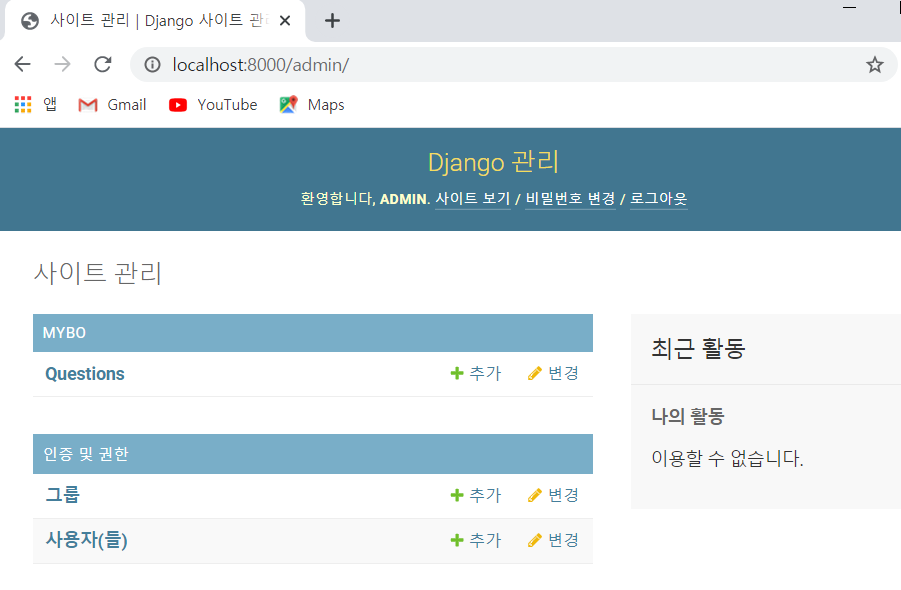 사이트 관리 | Django 사이트 관리
localhost:8000/admin/
앱 Gmail YouTube Maps
Django 관리
환영합니다, ADMIN. 사이트 보기 / 비밀번호 변경 / 로그아웃
사이트 관리
MYBO
Questions 추가 변경
인증 및 권한
그룹 추가 변경
사용자(들) 추가 변경
최근 활동
나의 활동
이용할 수 없습니다.